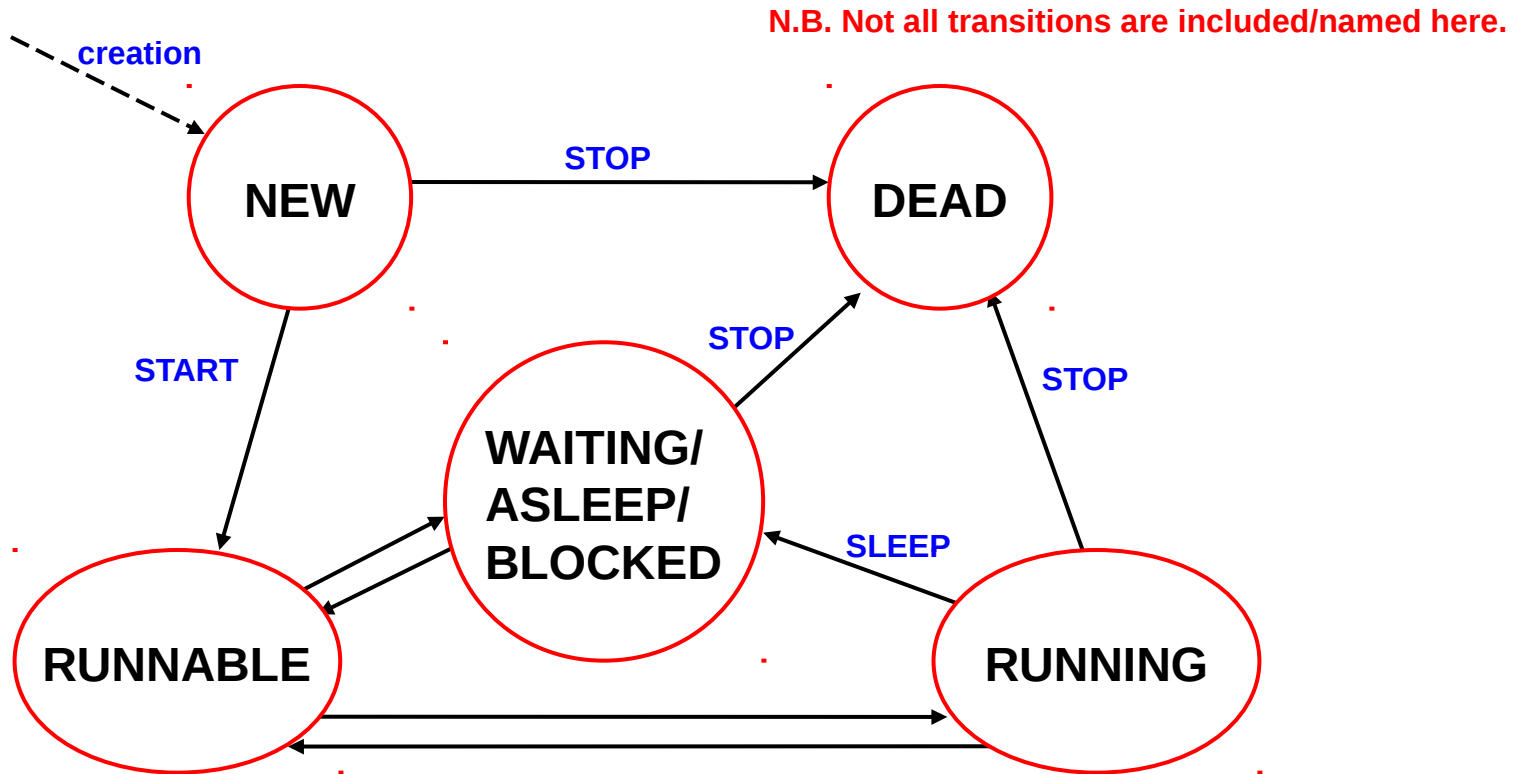 N.B. Not all transitions are included/named here.
creation
STOP
NEW
DEAD
STOP
START
STOP
WAITING/
ASLEEP/
BLOCKED
SLEEP
RUNNABLE
RUNNING